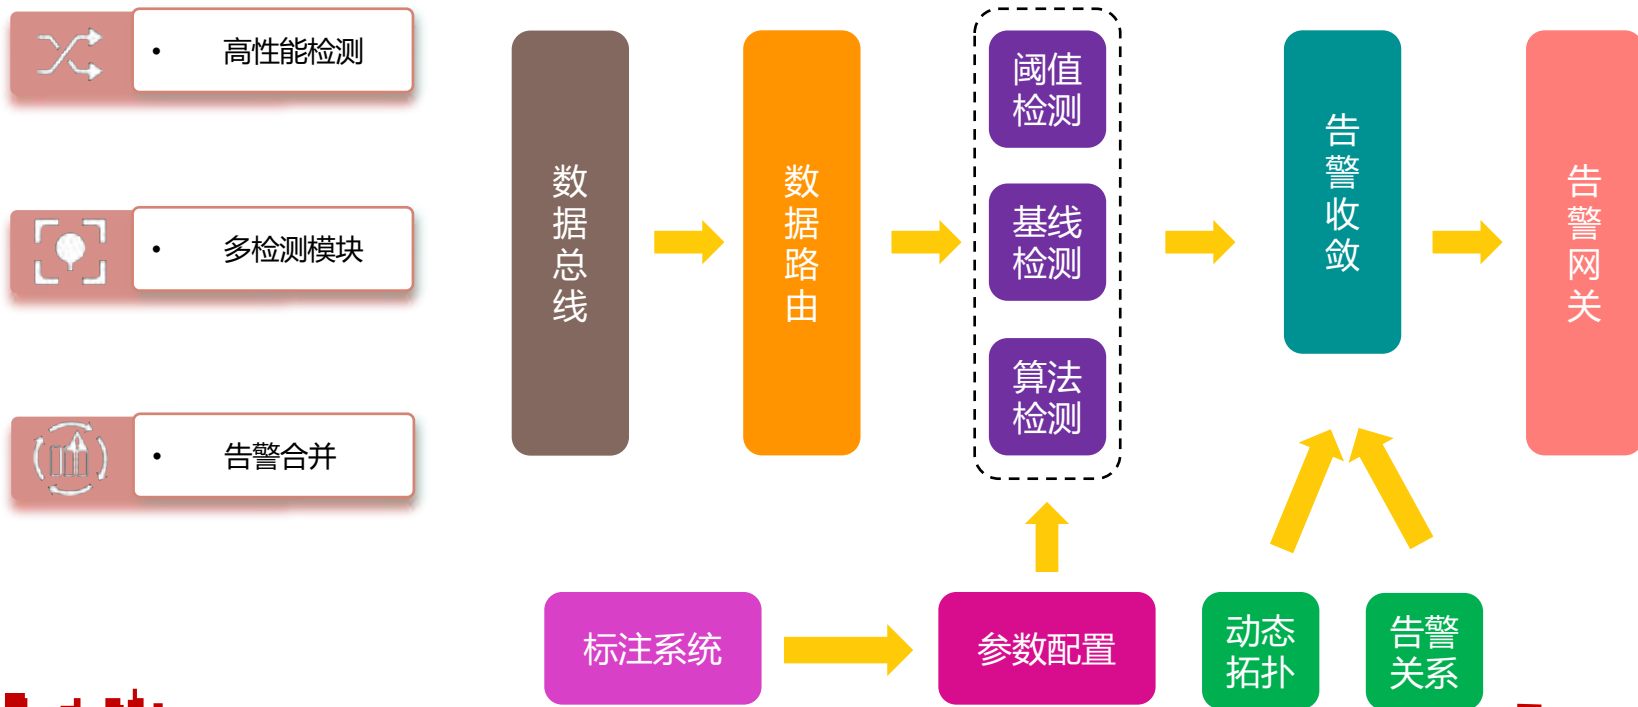 • 高性能检测
• 多检测模块
• 告警合并
数据总线
数据路由
阈值
检测
基线
检测
算法
检测
告警收敛
告警网关
标注系统
参数配置
动态
拓扑
告警
关系